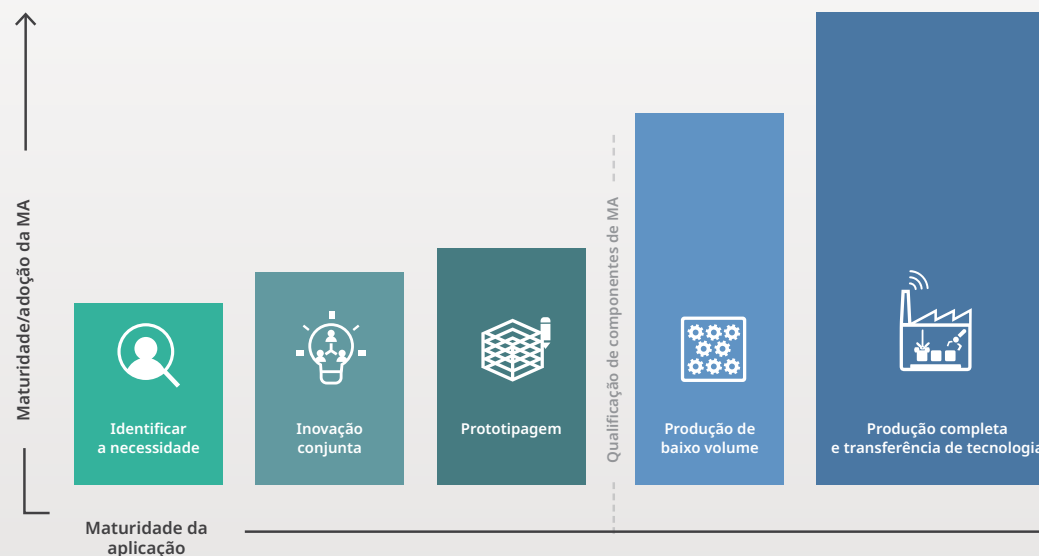 Maturidade/adoção da MA
Identificar
a necessidade
Inovação
conjunta
Prototipagem
Qualificação de componentes de MA
Produção de
baixo volume
Produção completa
e transferência de tecnologia
Maturidade da
aplicação